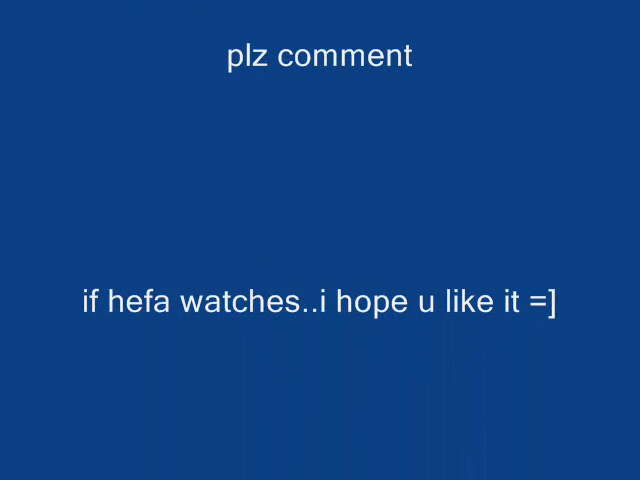 plz comment
if hefa watches..i hope u like it =]